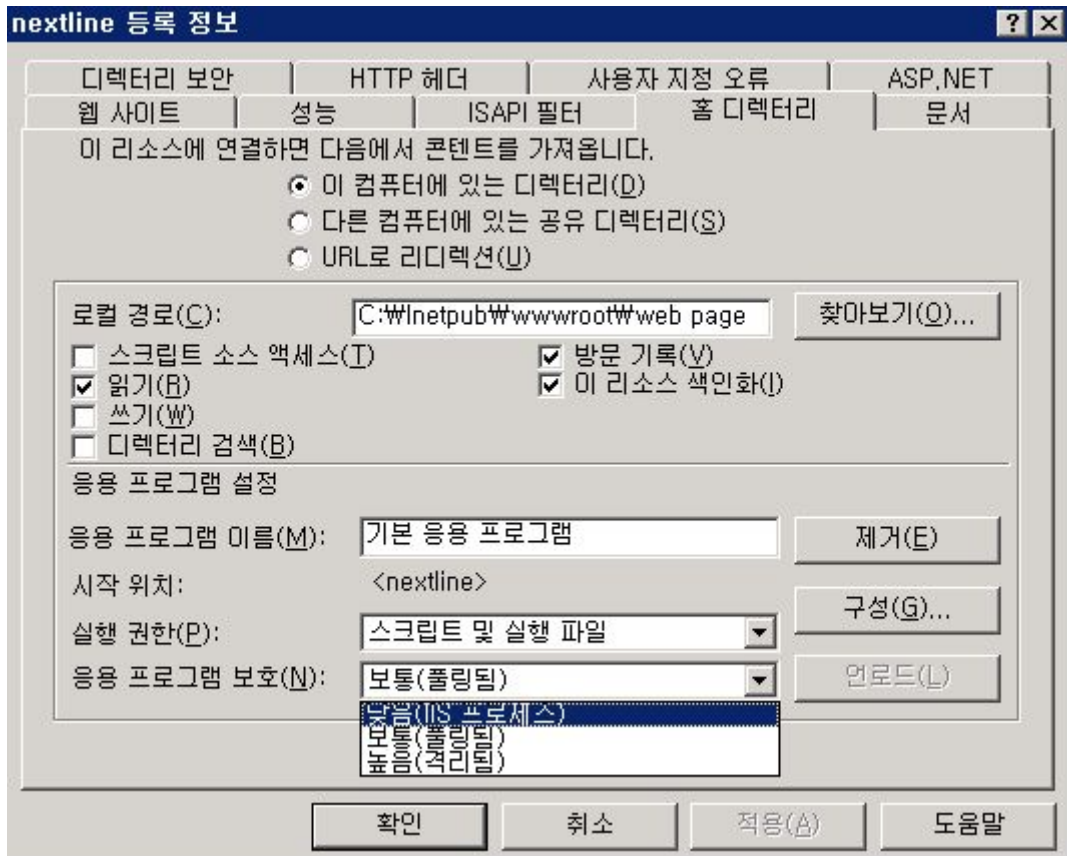 nextline 등록 정보
디렉터리 보안 HTTP 헤더 사용자 지정 오류 ASP.NET
웹 사이트 성능 ISAPI 필터 홈 디렉터리 문서
이 리소스에 연결하면 다음에서 콘텐트를 가져옵니다.
이 컴퓨터에 있는 디렉터리(D)
다른 컴퓨터에 있는 공유 디렉터리(S)
URL로 리디렉션(U)
로컬 경로(C): C:₩Inetpub₩wwwroot₩web page 찾아보기(O)...
스크립트 소스 액세스(T) 방문 기록(V)
읽기(R) 이 리소스 색인화(I)
쓰기(W)
디렉터리 검색(B)
응용 프로그램 설정
응용 프로그램 이름(M): 기본 응용 프로그램 제거(E)
시작 위치: <nextline>
구성(G)...
실행 권한(P): 스크립트 및 실행 파일
응용 프로그램 보호(N): 보통(풀링됨) 언로드(L)
낮음(IIS 프로세스)
보통(풀링됨)
높음(격리됨)
확인 취소 적용(A) 도움말